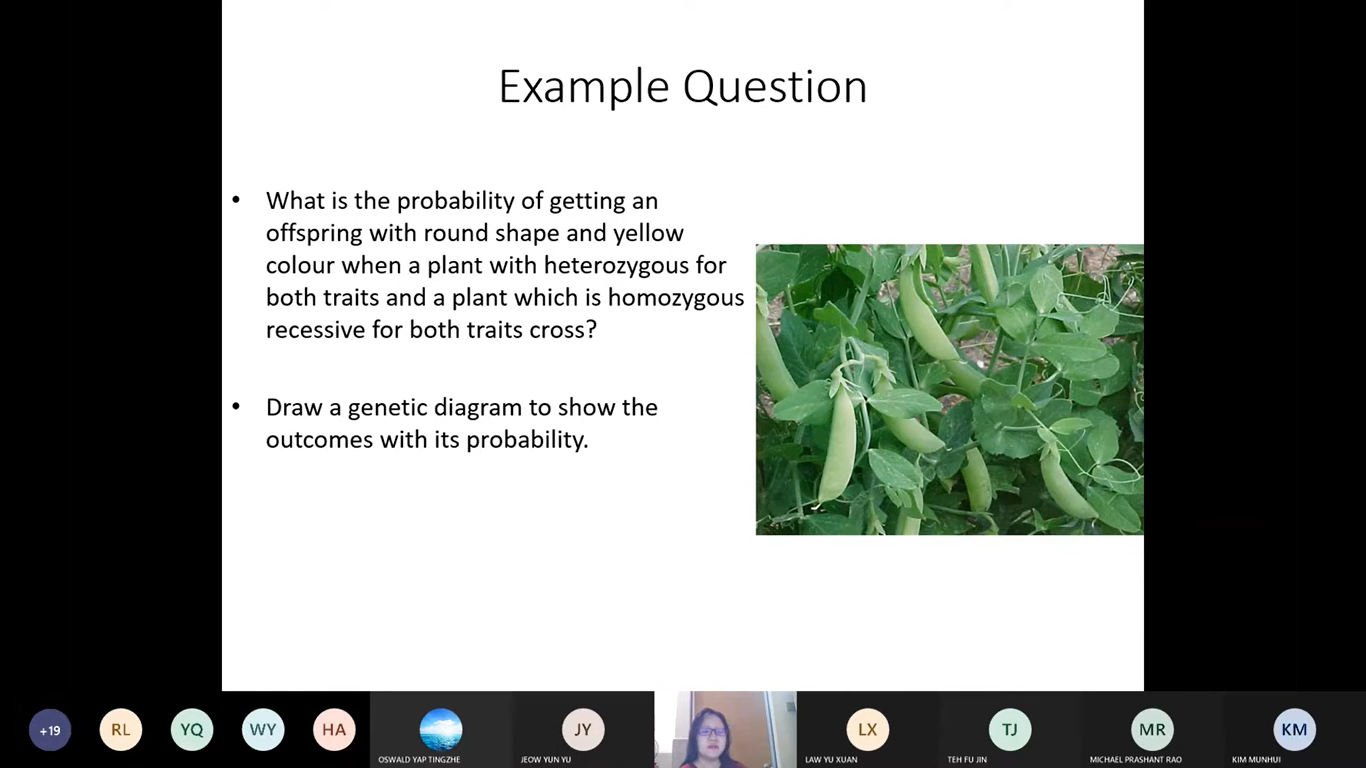 Example Question
• What is the probability of getting an
offspring with round shape and yellow
colour when a plant with heterozygous for
both traits and a plant which is homozygous
recessive for both traits cross?
• Draw a genetic diagram to show the
outcomes with its probability.
+19
RL
YQ
WY
HA
JY
LX
TJ
MR
KM
OSWALD YAP TINGZHE
JEOW YUN YU
LAW YU XUAN
TEH FU JIN
MICHAEL PRASHANT RAO
KIM MUNHUI